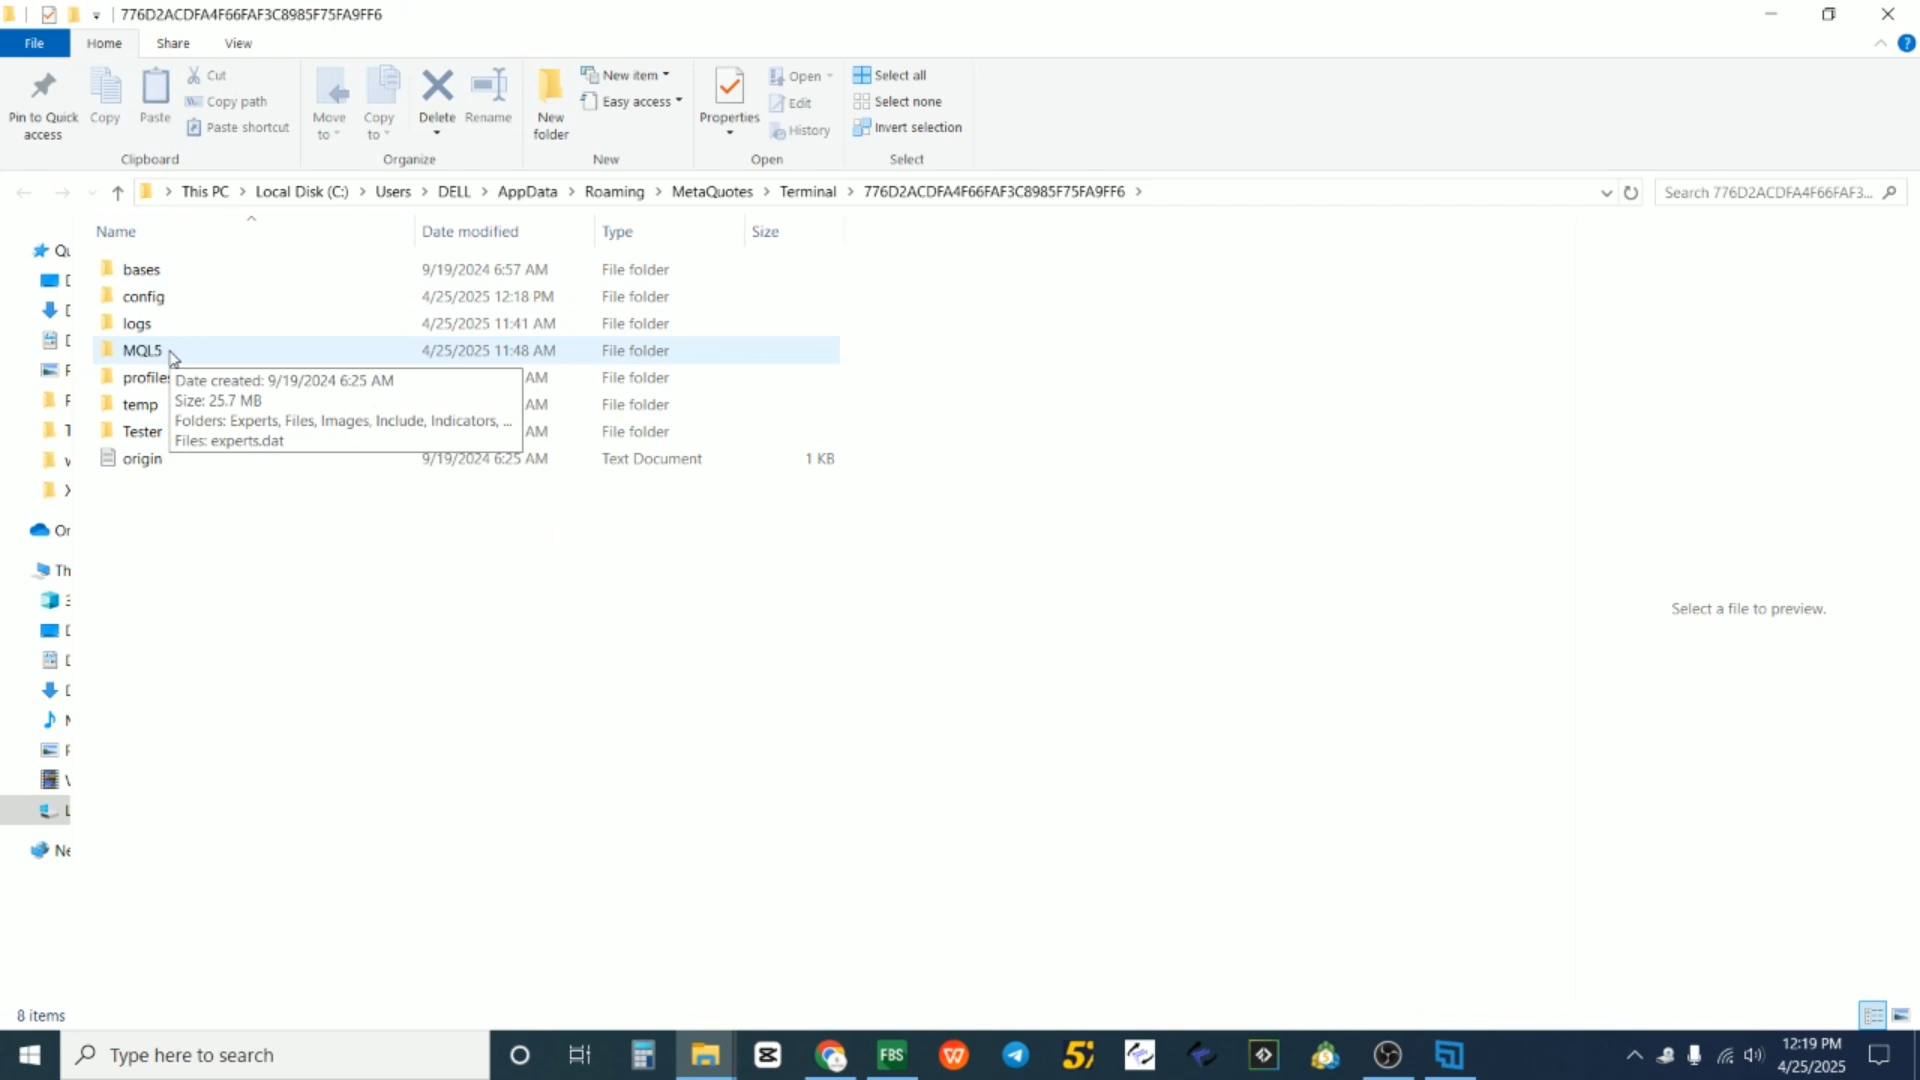 776D2ACDFA4F66FAF3C8985F75FA9FF6
File Home Share View
Pin to Quick access
Copy
Paste
Cut
Copy path
Paste shortcut
Move to
Copy to
Delete
Rename
New folder
New item
Easy access
Properties
Open
Edit
History
Select all
Select none
Invert selection
Clipboard Organize New Open Select
This PC Local Disk (C:) Users DELL AppData Roaming MetaQuotes Terminal 776D2ACDFA4F66FAF3C8985F75FA9FF6
Search 776D2ACDFA4F66FAF3...
Name Date modified Type Size
bases 9/19/2024 6:57 AM File folder
config 4/25/2025 12:18 PM File folder
logs 4/25/2025 11:41 AM File folder
MQL5 4/25/2025 11:48 AM File folder
profiles AM File folder
temp AM File folder
Tester AM File folder
origin 9/19/2024 6:25 AM Text Document 1 KB
Date created: 9/19/2024 6:25 AM
Size: 25.7 MB
Folders: Experts, Files, Images, Include, Indicators, ...
Files: experts.dat
Select a file to preview.
8 items
Type here to search
FBS
12:19 PM
4/25/2025